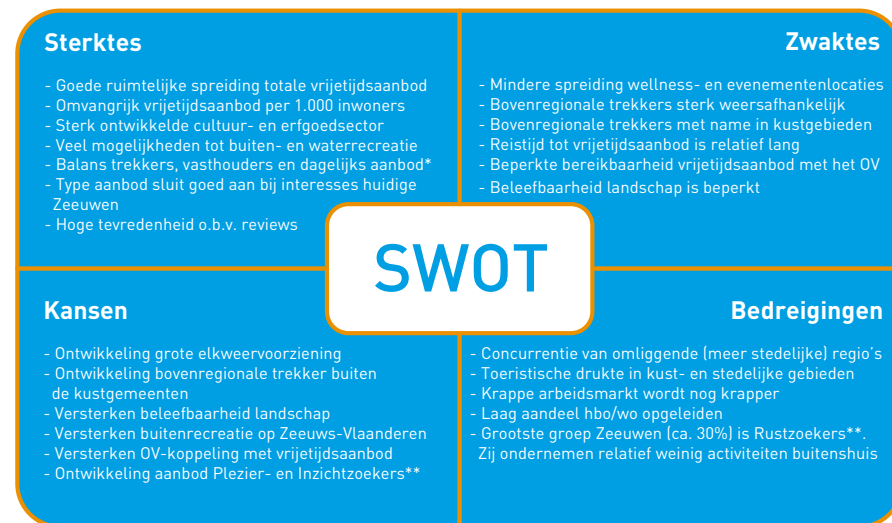 Sterktes
- Goede ruimtelijke spreiding totale vrijetijdsaanbod
- Omvangrijk vrijetijdsaanbod per 1.000 inwoners
- Sterk ontwikkelde cultuur- en erfgoedsector
- Veel mogelijkheden tot buiten- en waterrecreatie
- Balans trekkers, vasthouders en dagelijks aanbod*
- Type aanbod sluit goed aan bij interesses huidige
Zeeuwen
- Hoge tevredenheid o.b.v. reviews
Zwaktes
- Mindere spreiding wellness- en evenementenlocaties
- Bovenregionale trekkers sterk weersafhankelijk
- Bovenregionale trekkers met name in kustgebieden
- Reistijd tot vrijetijdsaanbod is relatief lang
- Beperkte bereikbaarheid vrijetijdsaanbod met het OV
- Beleefbaarheid landschap is beperkt
SWOT
Kansen
- Ontwikkeling grote elkweervoorziening
- Ontwikkeling bovenregionale trekker buiten
de kustgemeenten
- Versterken beleefbaarheid landschap
- Versterken buitenrecreatie op Zeeuws-Vlaanderen
- Versterken OV-koppeling met vrijetijdsaanbod
- Ontwikkeling aanbod Plezier- en Inzichtzoekers**
Bedreigingen
- Concurrentie van omliggende (meer stedelijke) regio's
- Toeristische drukte in kust- en stedelijke gebieden
- Krappe arbeidsmarkt wordt nog krapper
- Laag aandeel hbo/wo opgeleiden
- Grootste groep Zeeuwen (ca. 30%) is Rustzoekers**.
Zij ondernemen relatief weinig activiteiten buitenshuis